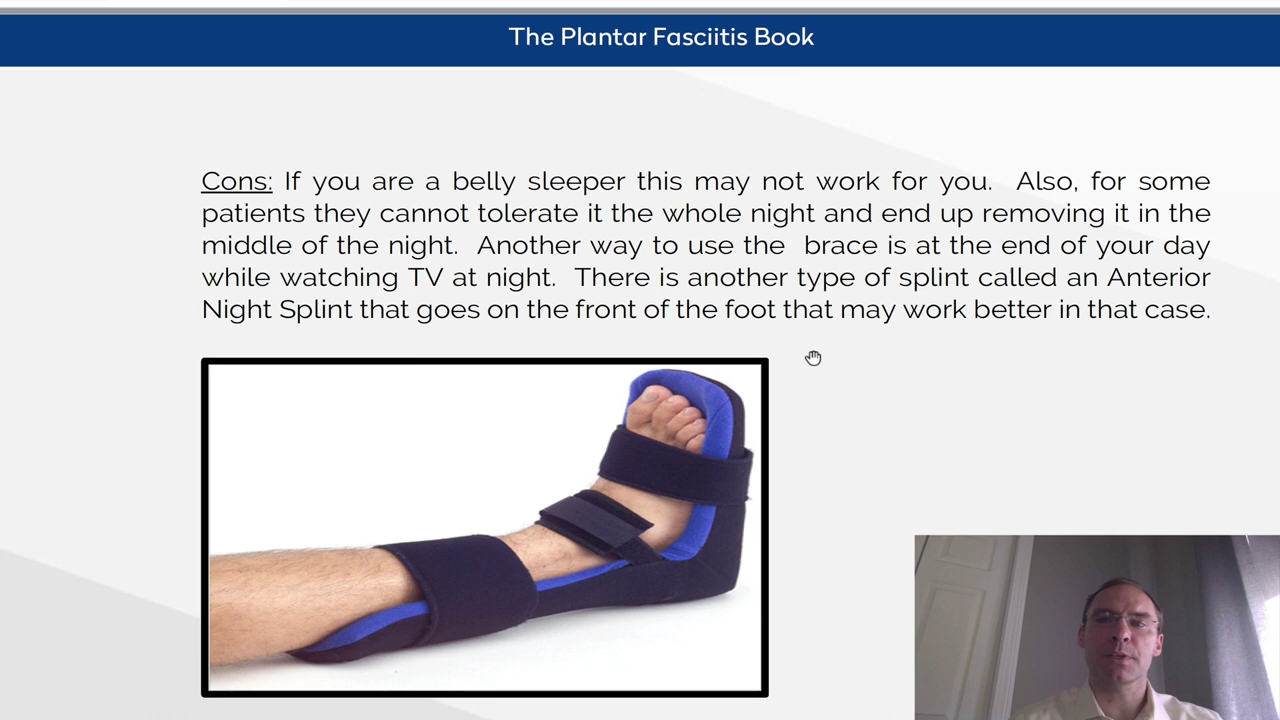 The Plantar Fasciitis Book
Cons: If you are a belly sleeper this may not work for you. Also, for some
patients they cannot tolerate it the whole night and end up removing it in the
middle of the night. Another way to use the brace is at the end of your day
while watching TV at night. There is another type of splint called an Anterior
Night Splint that goes on the front of the foot that may work better in that case.